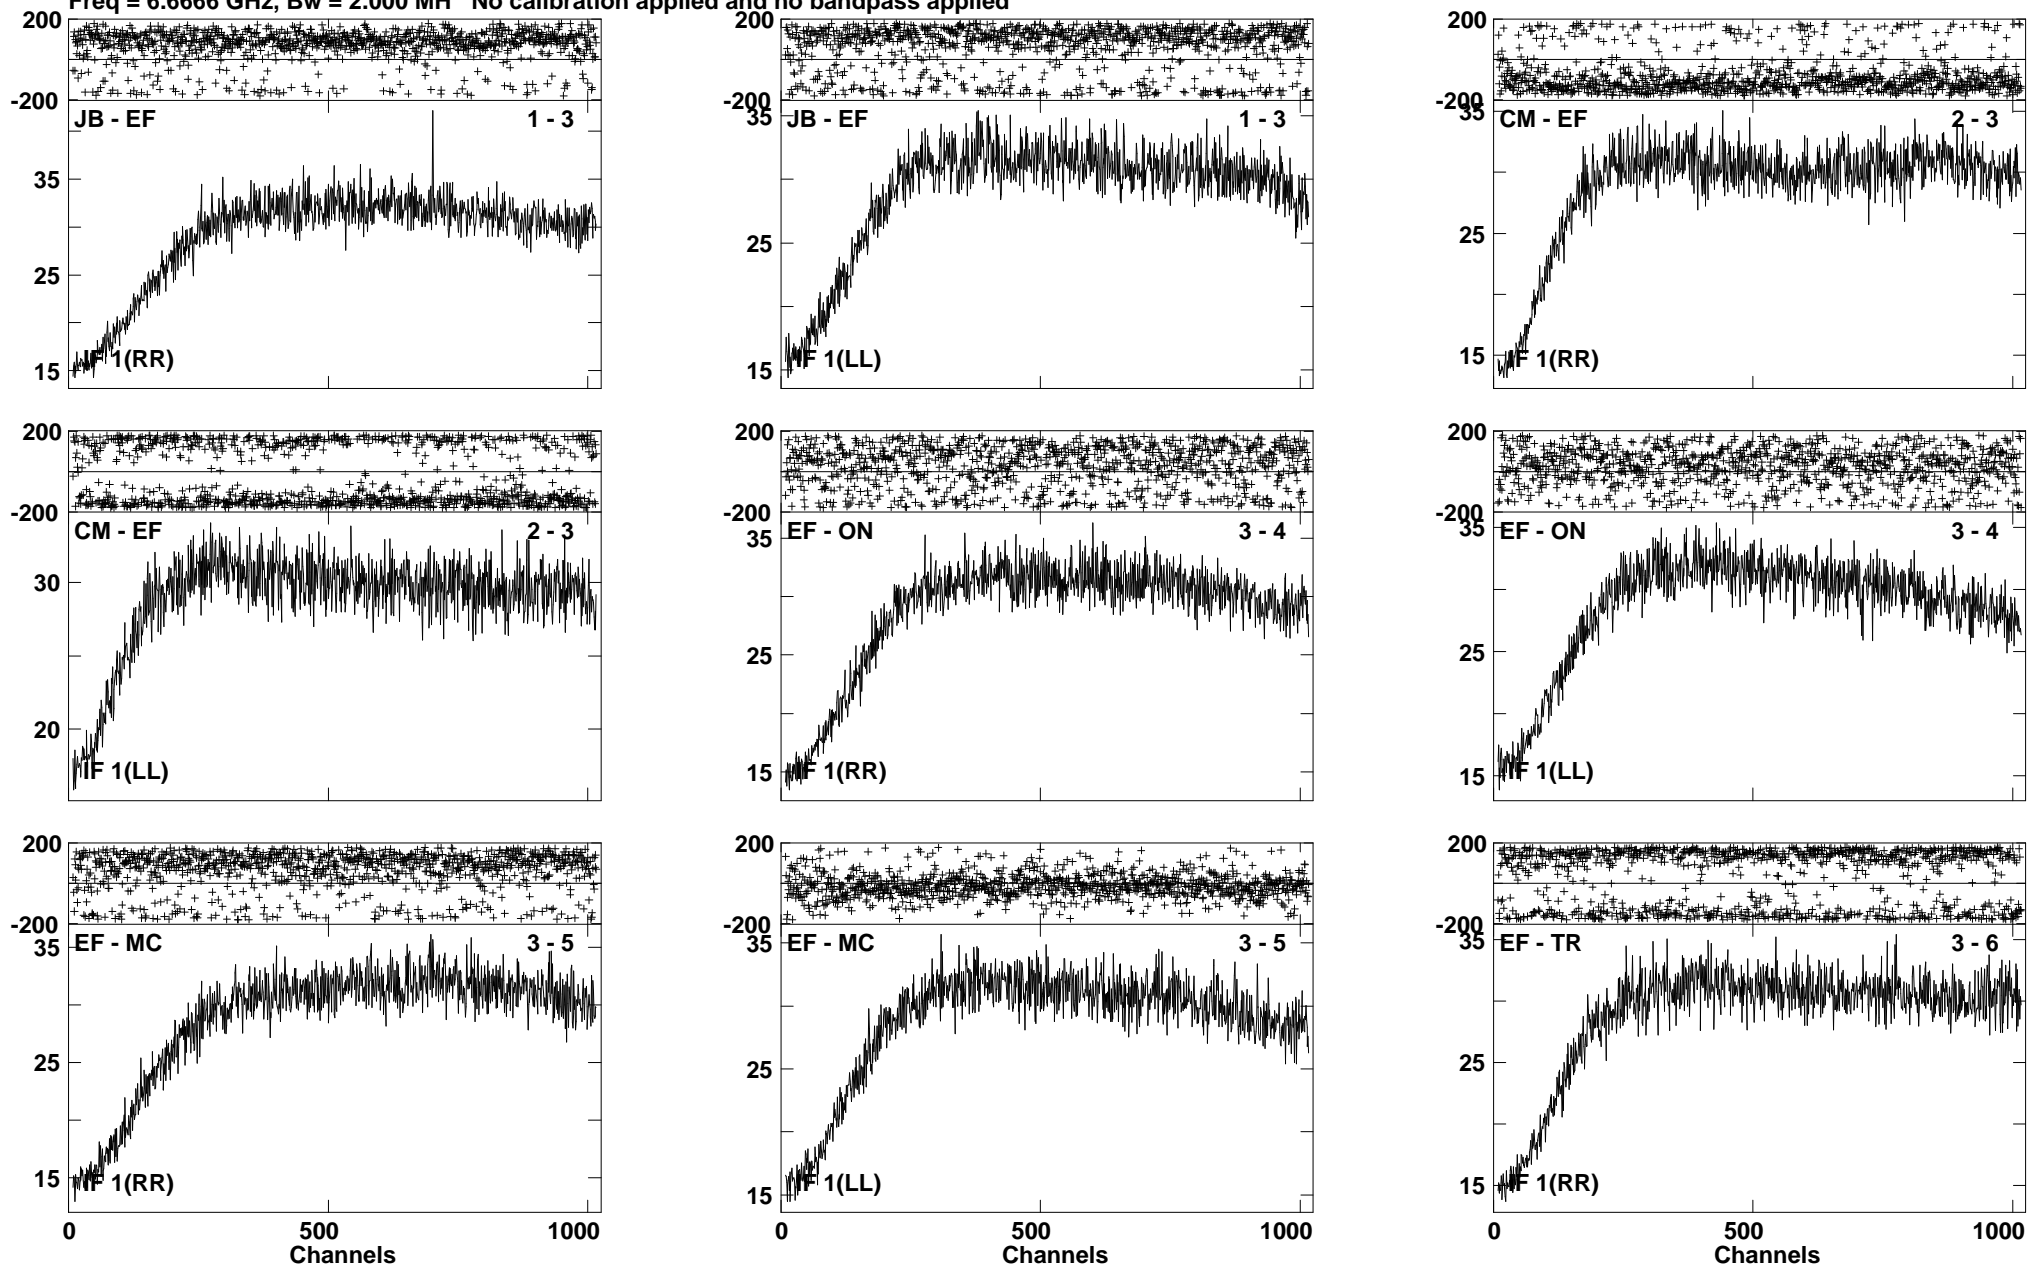 Freq = 6.6666 GHz, Bw = 2.000 MH No calibration applied and no bandpass applied
200
-200
JB - EF 1 - 3
35
25
15
IF 1(RR)
-200
35
JB - EF 1 - 3
25
15
IF 1(LL)
200
-200
35
CM - EF 2 - 3
25
15
IF 1(RR)
200
-200
CM - EF 2 - 3
30
20
IF 1(LL)
200
-200
EF - ON 3 - 4
35
25
15
IF 1(RR)
200
-200
35
EF - ON 3 - 4
25
15
IF 1(LL)
200
-200
EF - MC 3 - 5
35
25
15
IF 1(RR)
0 500 1000
Channels
200
-200
35
EF - MC 3 - 5
25
15
IF 1(LL)
0 500 1000
Channels
200
-200
35
EF - TR 3 - 6
25
15
IF 1(RR)
0 500 1000
Channels